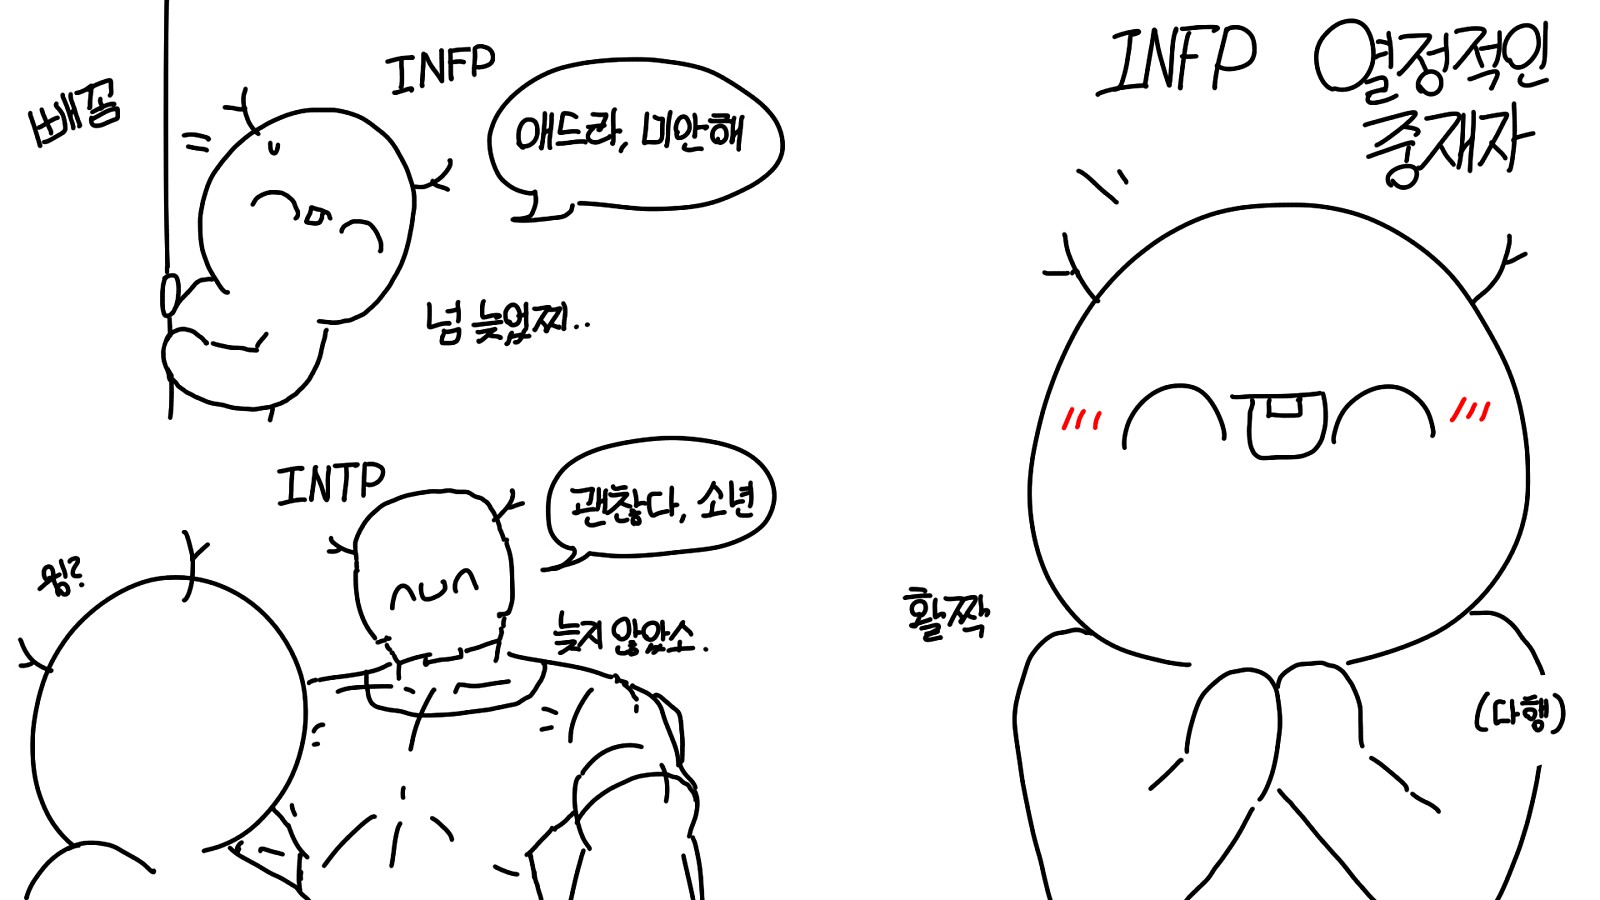 빼꼼
INFP
애드라, 미안해
넘 늦었찌..
INTP
괜찮다, 소년
늦지 않았소.
윙?
INFP 열정적인
중재자
활짝
(다행)